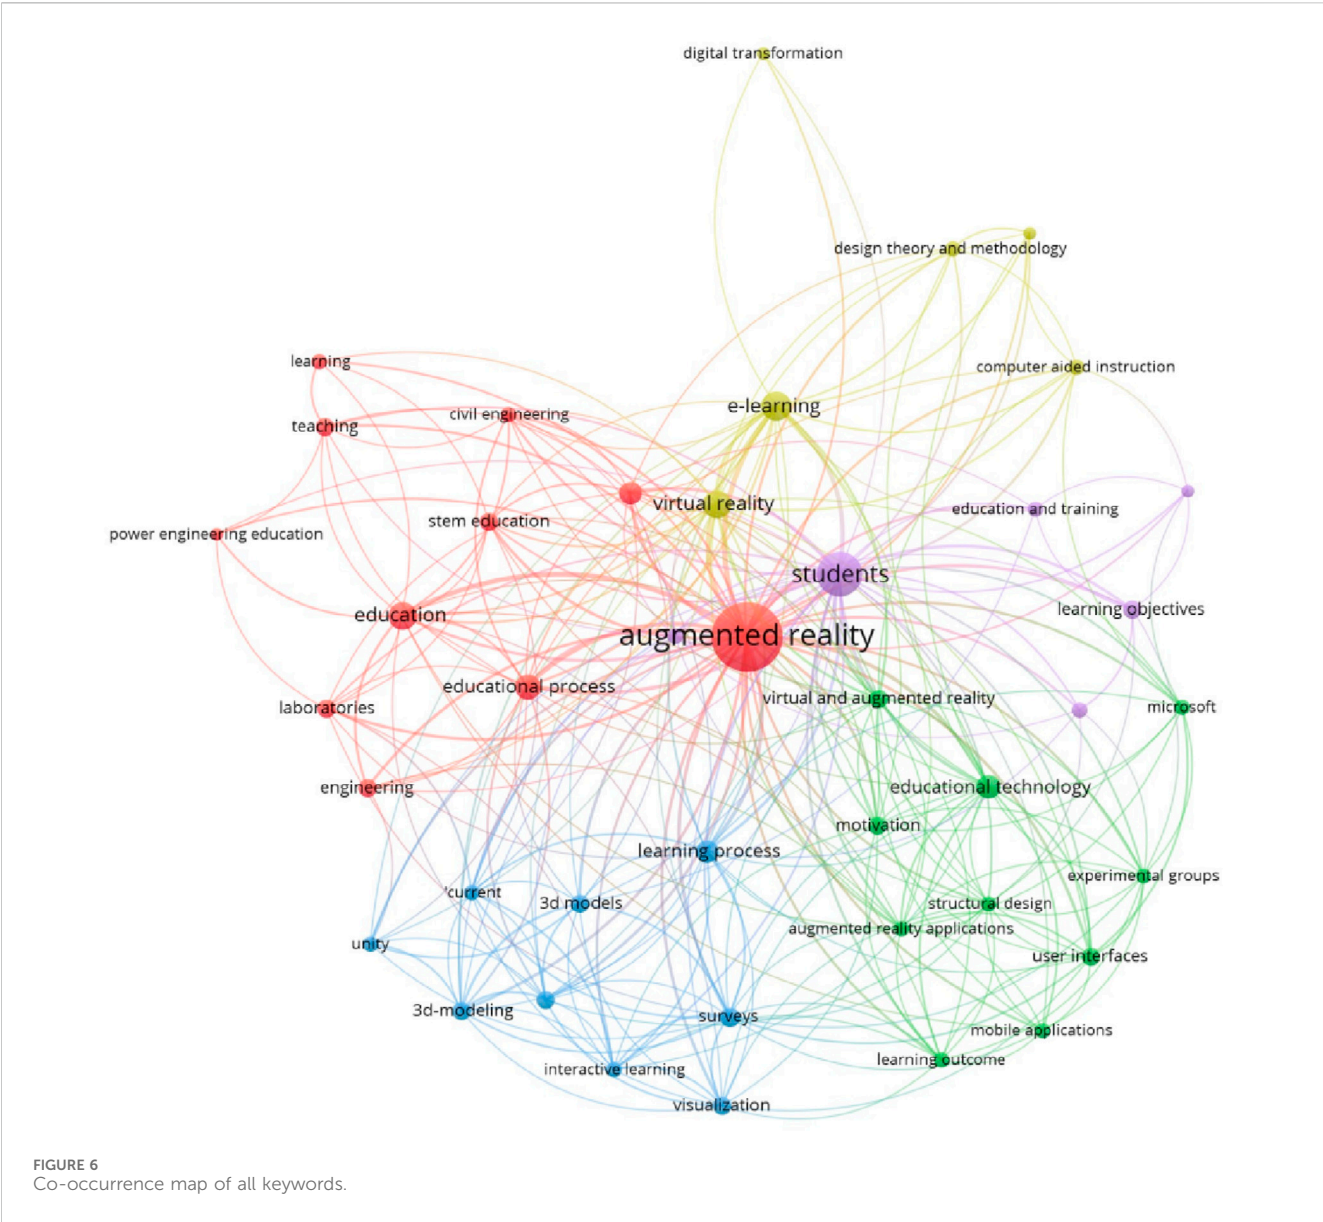 digital transformation
design theory and methodology
learning
computer aided instruction
e-learning
civil engineering
teaching
virtual reality
education and training
stem education
power engineering education
students
learning objectives
education
augmented reality
educational process
virtual and augmented reality
laboratories
microsoft
engineering
educational technology
motivation
learning process
experimental groups
'current
3d models
structural design
augmented reality applications
unity
user interfaces
3d-modeling
surveys
mobile applications
learning outcome
interactive learning
visualization
FIGURE 6
Co-occurrence map of all keywords.